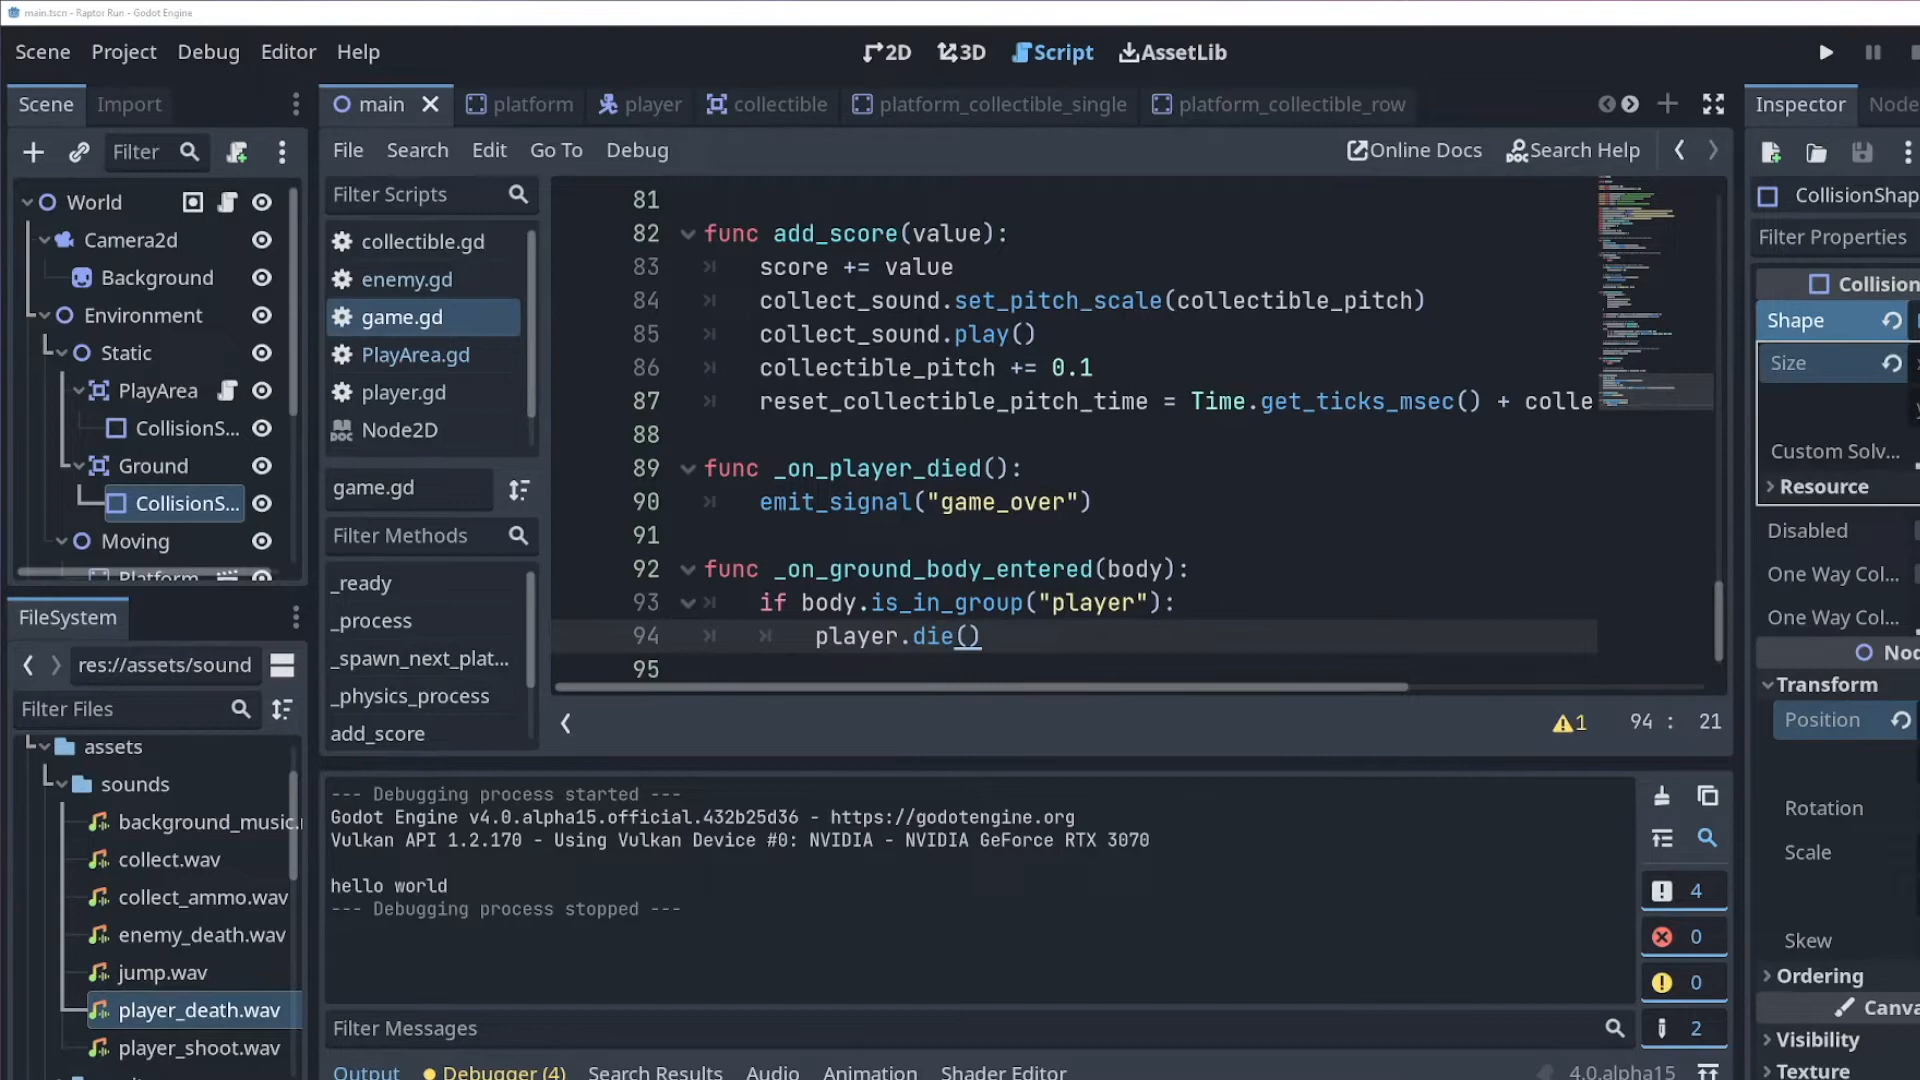 main.tscn - Raptor Run - Godot Engine
Scene Project Debug Editor Help
2D 3D Script AssetLib
Scene Import
main platform player collectible platform_collectible_single platform_collectible_row
Inspector Node
Filter
File Search Edit Go To Debug
Online Docs Search Help
World
Camera2d
Background
Environment
Static
PlayArea
CollisionS...
Ground
CollisionS...
Moving
Platform
Filter Scripts
collectible.gd
enemy.gd
game.gd
PlayArea.gd
player.gd
Node2D
game.gd
Filter Methods
_ready
_process
_spawn_next_plat...
_physics_process
add_score
81
82 func add_score(value):
83 score += value
84 collect_sound.set_pitch_scale(collectible_pitch)
85 collect_sound.play()
86 collectible_pitch += 0.1
87 reset_collectible_pitch_time = Time.get_ticks_msec() + colle
88
89 func _on_player_died():
90 emit_signal("game_over")
91
92 func _on_ground_body_entered(body):
93 if body.is_in_group("player"):
94 player.die()
95
1 94 : 21
CollisionShap
Filter Properties
Collision
Shape
Size
Custom Solv...
Resource
Disabled
One Way Col...
One Way Col...
Nod
Transform
Position
Rotation
Scale
Skew
Ordering
Canva
Visibility
Texture
FileSystem
res://assets/sound
Filter Files
assets
sounds
background_music.
collect.wav
collect_ammo.wav
enemy_death.wav
jump.wav
player_death.wav
player_shoot.wav
--- Debugging process started ---
Godot Engine v4.0.alpha15.official.432b25d36 - https://godotengine.org
Vulkan API 1.2.170 - Using Vulkan Device #0: NVIDIA - NVIDIA GeForce RTX 3070
hello world
--- Debugging process stopped ---
4
0
0
2
Filter Messages
Output Debugger (4) Search Results Audio Animation Shader Editor 4.0.alpha15